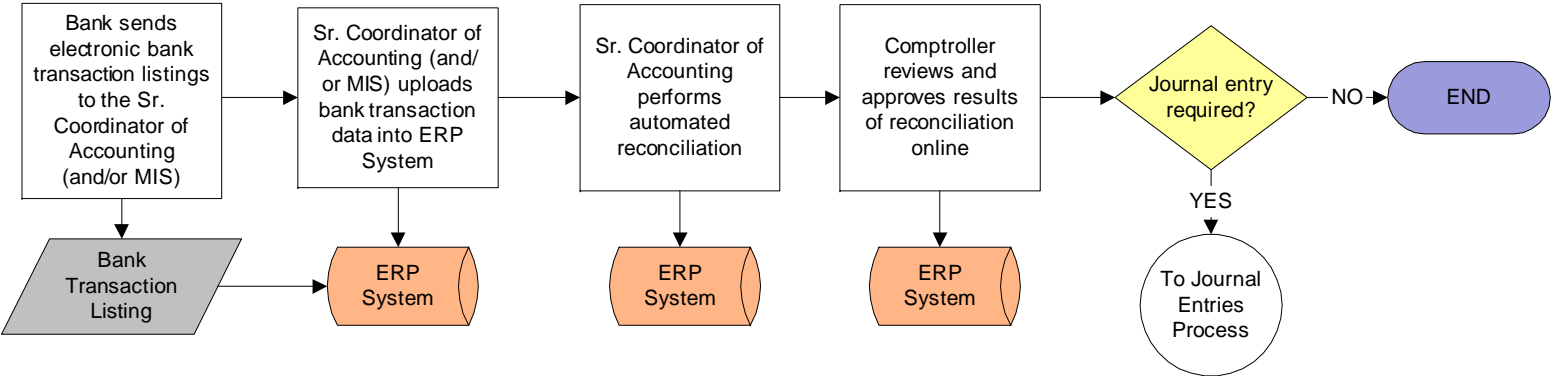 Bank sends
electronic bank
transaction listings
to the Sr.
Coordinator of
Accounting
(and/or MIS)
Sr. Coordinator of
Accounting (and/
or MIS) uploads
bank transaction
data into ERP
System
Sr. Coordinator of
Accounting
performs
automated
reconciliation
Comptroller
reviews and
approves results
of reconciliation
online
Journal entry
required?
NO
END
YES
Bank
Transaction
Listing
ERP
System
ERP
System
ERP
System
To Journal
Entries
Process